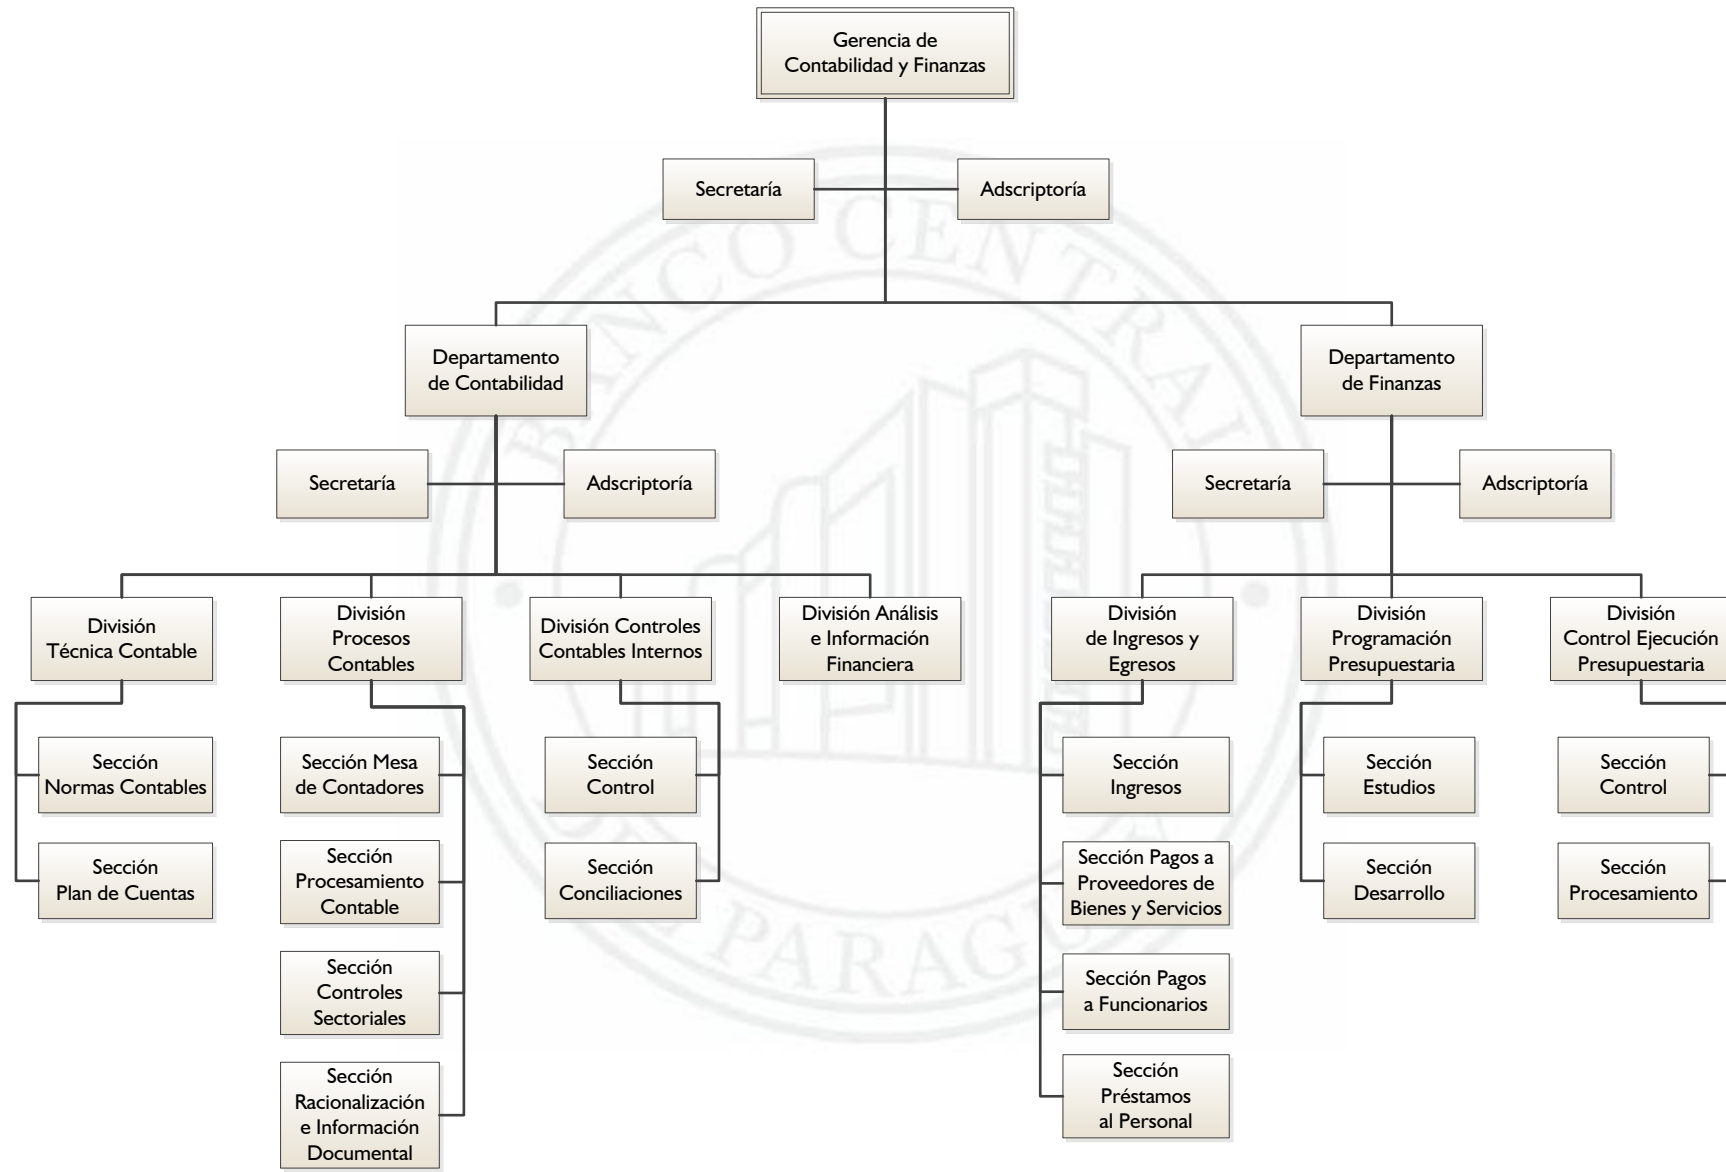 Gerencia de
Contabilidad y Finanzas
Secretaría
Adscriptoría
Departamento
de Contabilidad
Departamento
de Finanzas
Secretaría
Adscriptoría
Secretaría
Adscriptoría
División
Técnica Contable
División
Procesos
Contables
División Controles
Contables Internos
División Análisis
e Información
Financiera
División
de Ingresos y
Egresos
División
Programación
Presupuestaria
División
Control Ejecución
Presupuestaria
Sección
Normas Contables
Sección Mesa
de Contadores
Sección
Control
Sección
Ingresos
Sección
Estudios
Sección
Control
Sección
Plan de Cuentas
Sección
Procesamiento
Contable
Sección
Conciliaciones
Sección Pagos a
Proveedores de
Bienes y Servicios
Sección
Desarrollo
Sección
Procesamiento
Sección
Controles
Sectoriales
Sección Pagos
a Funcionarios
Sección
Racionalización
e Información
Documental
Sección
Préstamos
al Personal
BANCO CENTRAL
DEL PARAGUAY